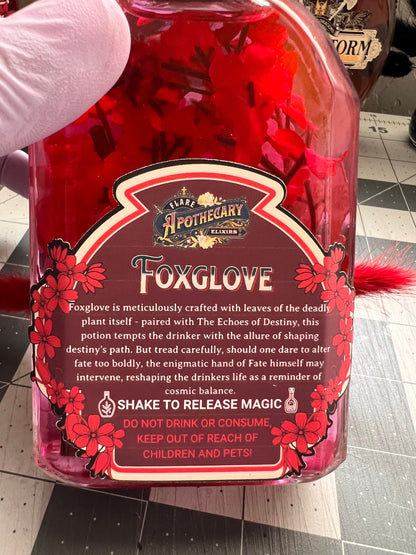 TORM
15
FLARE
APOTHECARY
ELIXIRS
FOXGLOVE
Foxglove is meticulously crafted with leaves of the deadly
plant itself - paired with The Echoes of Destiny, this
potion tempts the drinker with the allure of shaping
destiny's path. But tread carefully, should one dare to alter
fate too boldly, the enigmatic hand of Fate himself may
intervene, reshaping the drinkers life as a reminder of
cosmic balance.
SHAKE TO RELEASE MAGIC
DO NOT DRINK OR CONSUME,
KEEP OUT OF REACH OF
CHILDREN AND PETS!